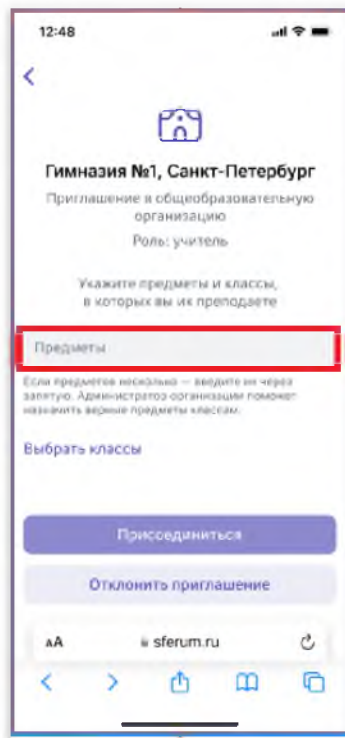 12:48
Гимназия №1, Санкт-Петербург
Приглашение в общеобразовательную
организацию
Роль: учитель
Укажите предметы и классы,
в которых вы их преподаете
Предметы
Если предметов несколько — введите их через
запятую. Администратор организации поможет
назначить верные предметы классам.
Выбрать классы
Присоединиться
Отклонить приглашение
AA sferum.ru